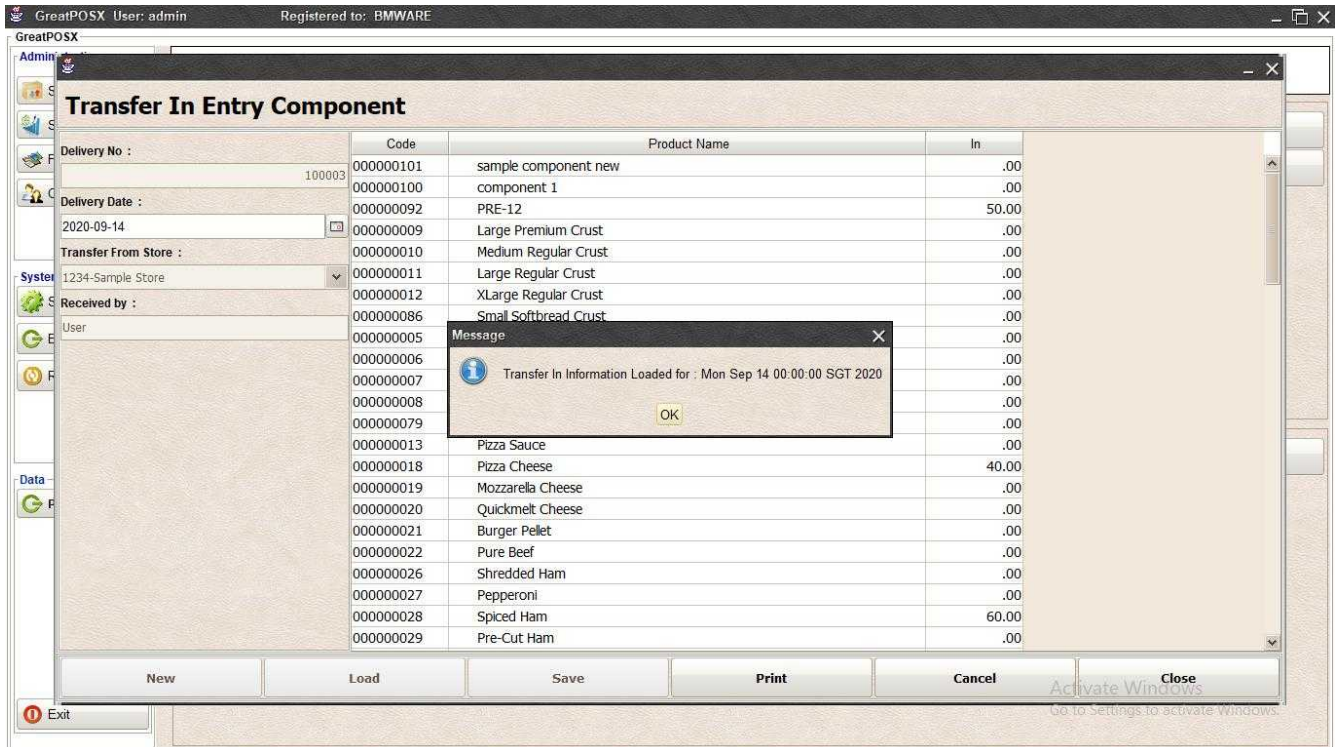 GreatPOSX User: admin Registered to: BMWARE
GreatPOSX
Transfer In Entry Component
Delivery No :
100003
Delivery Date :
2020-09-14
Transfer From Store :
1234-Sample Store
Received by :
User
Code Product Name In
000000101 sample component new .00
000000100 component 1 .00
000000092 PRE-12 50.00
000000009 Large Premium Crust .00
000000010 Medium Regular Crust .00
000000011 Large Regular Crust .00
000000012 XLarge Regular Crust .00
000000086 Small Softbread Crust .00
000000005 .00
000000006 .00
000000007 .00
000000008 .00
000000079 .00
000000013 Pizza Sauce .00
000000018 Pizza Cheese 40.00
000000019 Mozzarella Cheese .00
000000020 Quickmelt Cheese .00
000000021 Burger Pellet .00
000000022 Pure Beef .00
000000026 Shredded Ham .00
000000027 Pepperoni .00
000000028 Spiced Ham 60.00
000000029 Pre-Cut Ham .00
Message
Transfer In Information Loaded for : Mon Sep 14 00:00:00 SGT 2020
OK
New Load Save Print Cancel Close
Data
Exit
Activate Windows
Go to Settings to activate Windows.